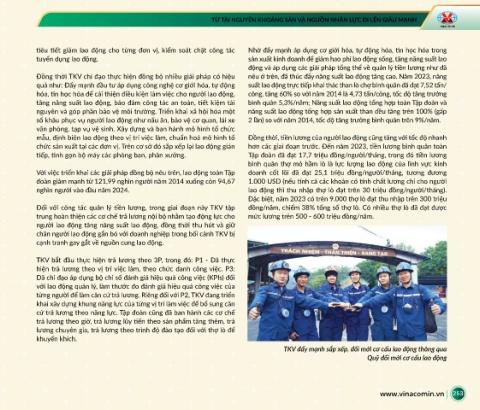 TỪ TÀI NGUYÊN KHOÁNG SẢN VÀ NGUỒN NHÂN LỰC ĐI LÊN GIÀU MẠNH
tiêu tiết giảm lao động cho từng đơn vị, kiểm soát chặt công tác
tuyển dụng lao động.
Đồng thời TKV chỉ đạo thực hiện đồng bộ nhiều giải pháp có hiệu
quả như: Đẩy mạnh đầu tư áp dụng công nghệ cơ giới hóa, tự động
hóa, tin học hóa để cải thiện điều kiện làm việc cho người lao động,
tăng năng suất lao động, bảo đảm công tác an toàn, tiết kiệm tài
nguyên và góp phần bảo vệ môi trường. Triển khai xã hội hóa một
số khâu phục vụ người lao động như nấu ăn, bảo vệ cơ quan, lái xe
văn phòng, tạp vụ vệ sinh. Xây dựng và ban hành mô hình tổ chức
mẫu, định biên lao động theo vị trí việc làm, chuẩn hoá mô hình tổ
chức sản xuất tại các đơn vị. Trên cơ sở đó sắp xếp lại lao động gián
tiếp, tinh gọn bộ máy các phòng ban, phân xưởng.
Với việc triển khai các giải pháp đồng bộ nêu trên, lao động toàn Tập
đoàn giảm mạnh từ 121,99 nghìn người năm 2014 xuống còn 94,67
nghìn người vào đầu năm 2024.
Đối với công tác quản lý tiền lương, trong giai đoạn này TKV tập
trung hoàn thiện các cơ chế trả lương nội bộ nhằm tạo động lực cho
người lao động tăng năng suất lao động, đồng thời thu hút và giữ
chân người lao động gắn bó với doanh nghiệp trong bối cảnh TKV bị
cạnh tranh gay gắt về nguồn cung lao động.
TKV bắt đầu thực hiện trả lương theo 3P, trong đó: P1 - Đã thực
hiện trả lương theo vị trí việc làm, theo chức danh công việc. P3:
Đã chỉ đạo áp dụng bộ chỉ số đánh giá hiệu quả công việc (KPIs) đối
với lao động quản lý, làm thước đo đánh giá hiệu quả công việc của
từng người để làm căn cứ trả lương. Riêng đối với P2, TKV đang triển
khai xây dựng khung năng lực của từng vị trí làm việc để bổ sung căn
cứ trả lương theo năng lực. Tập đoàn cũng đã ban hành các cơ chế
trả lương theo giờ, trả lương lũy tiến theo sản phẩm tăng thêm, trả
lương chuyên gia, trả lương theo trình độ đào tạo đối với thợ lò để
khuyến khích.
Nhờ đẩy mạnh áp dụng cơ giới hóa, tự động hóa, tin học hóa trong
sản xuất kinh doanh để giảm hao phí lao động sống, tăng năng suất lao
động và áp dụng các giải pháp tổng thể về quản lý tiền lương như đã
nêu ở trên, đã thúc đẩy năng suất lao động tăng cao. Năm 2023, năng
suất lao động trực tiếp khai thác than lò chợ bình quân đã đạt 7,52 tấn/
công, tăng 60% so với năm 2014 là 4,73 tấn/công, tốc độ tăng trưởng
bình quân 5,3%/năm; Năng suất lao động tổng hợp toàn Tập đoàn và
năng suất lao động tổng hợp sản xuất than đều tăng trên 100% (gấp
2 lần) so với năm 2014, tốc độ tăng trưởng bình quân trên 9%/năm.
Đồng thời, tiền lương của người lao động cũng tăng với tốc độ nhanh
hơn các giai đoạn trước. Đến năm 2023, tiền lương bình quân toàn
Tập đoàn đã đạt 17,7 triệu đồng/người/tháng, trong đó tiền lương
bình quân thợ mỏ hầm lò là lực lượng lao động của lĩnh vực kinh
doanh cốt lõi đã đạt 25,1 triệu đồng/người/tháng, tương đương
1.000 USD (nếu tính cả các khoản có tính chất lương chi cho người
lao động thì thu nhập thợ lò đạt trên 30 triệu đồng/người/tháng).
Đặc biệt, năm 2023 có trên 9.000 thợ lò đạt thu nhập trên 300 triệu
đồng/năm, chiếm 38% tổng số thợ lò. Có nhiều thợ lò đã đạt được
mức lương trên 500 - 600 triệu đồng/năm.
TRÁCH NHIỆM - THÂN THIỆN - SÁNG TẠO
TKV đẩy mạnh sắp xếp, đổi mới cơ cấu lao động thông qua
Quỹ đổi mới cơ cấu lao động
www.vinacomin.vn | 253